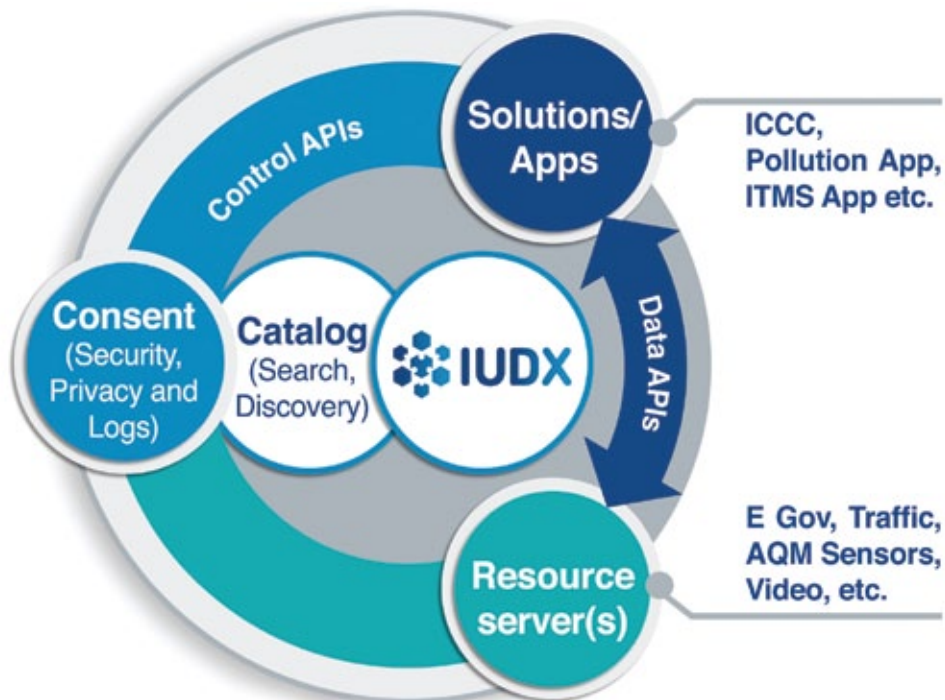 Control APIs
Solutions/
Apps
ICCC,
Pollution App,
ITMS App etc.
Consent
(Security,
Privacy and
Logs)
Catalog
(Search,
Discovery)
IUDX
Data APIs
Resource
server(s)
E Gov, Traffic,
AQM Sensors,
Video, etc.